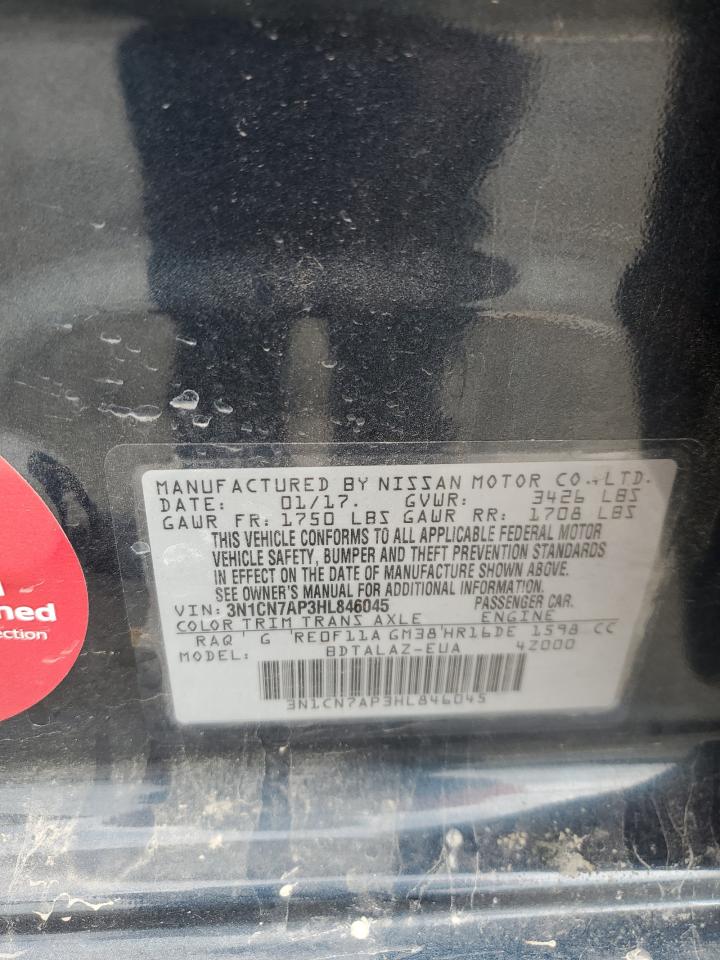 MANUFACTURED BY NISSAN MOTOR CO.,LTD.
DATE: 01/17. GVWR: 3426 LBS
GAWR FR: 1750 LBS GAWR RR: 1708 LBS
THIS VEHICLE CONFORMS TO ALL APPLICABLE FEDERAL MOTOR
VEHICLE SAFETY, BUMPER AND THEFT PREVENTION STANDARDS
IN EFFECT ON THE DATE OF MANUFACTURE SHOWN ABOVE.
SEE OWNER'S MANUAL FOR ADDITIONAL INFORMATION.
VIN: 3N1CN7AP3HL846045 PASSENGER CAR.
COLOR TRIM TRANS AXLE ENGINE
RAQ' G 'RE0F11A GM38'HR16DE 1598 CC
MODEL: BDTALAZ-EUA 4Z000
3N1CN7AP3HL846045
ned
ection